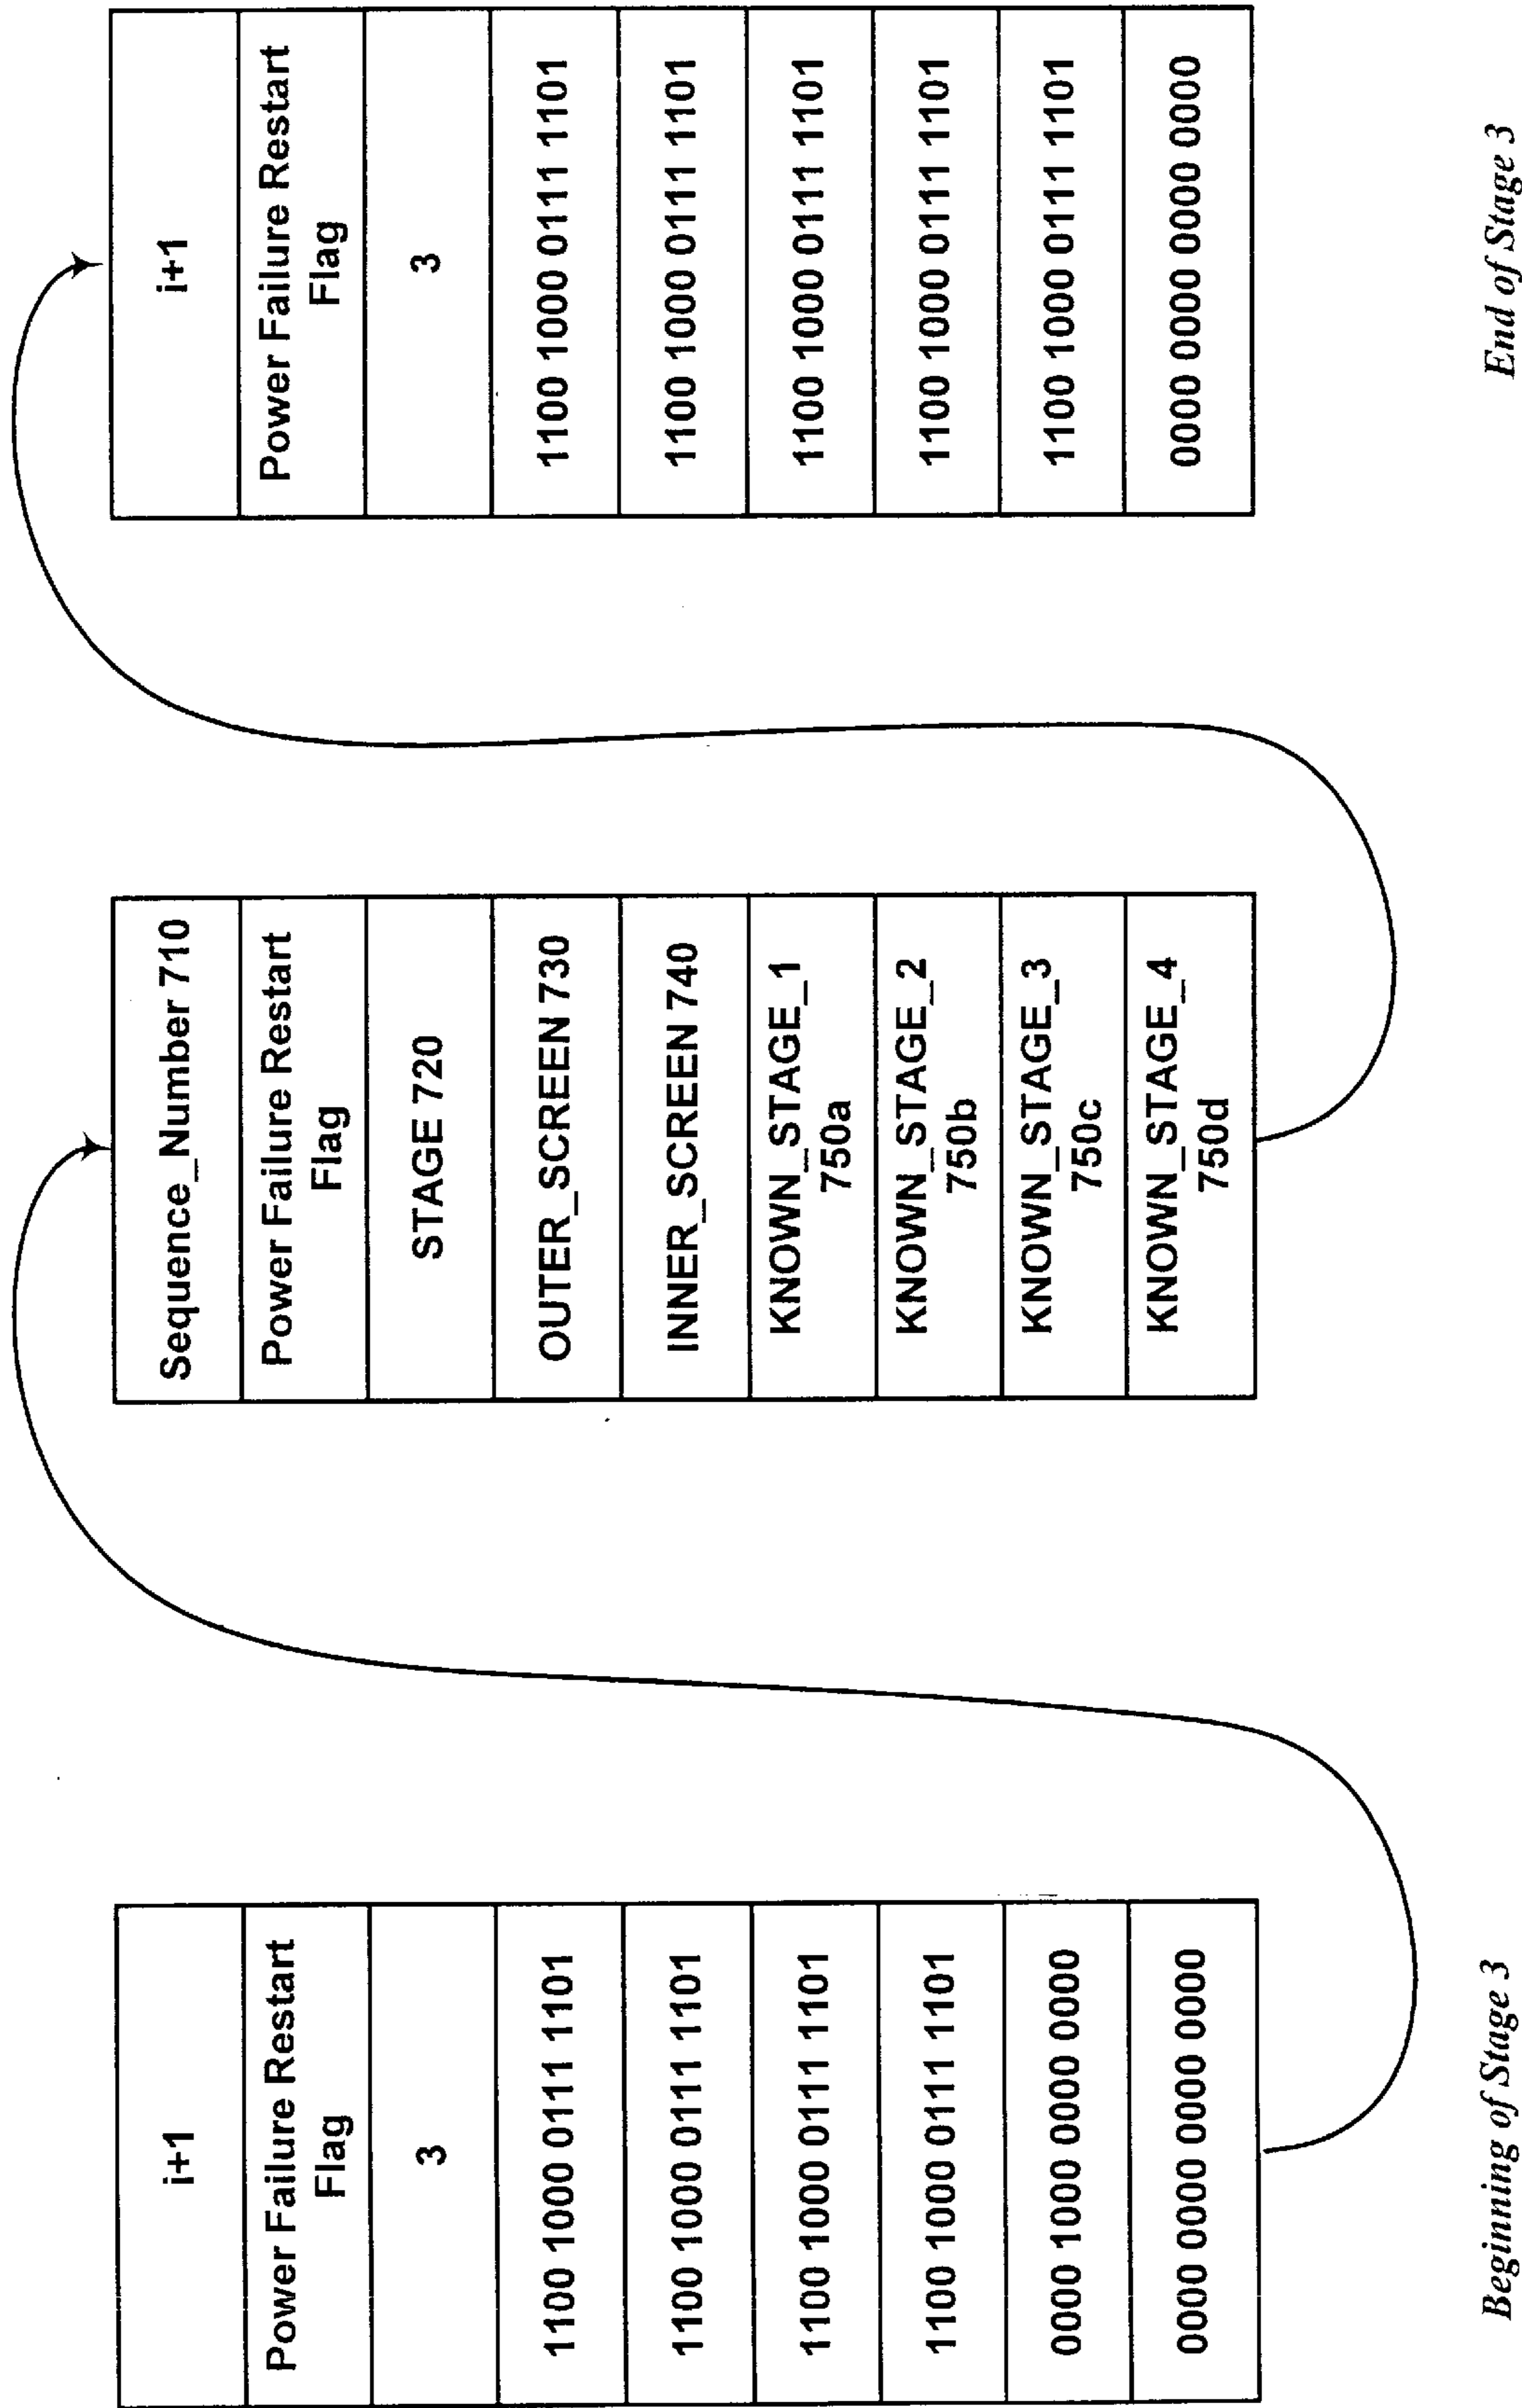 i+1
Power Failure Restart
Flag
3
1100 1000 0111 1101
1100 1000 0111 1101
1100 1000 0111 1101
1100 1000 0111 1101
0000 1000 0000 0000
0000 0000 0000 0000
Beginning of Stage 3
Sequence_Number 710
Power Failure Restart
Flag
STAGE 720
OUTER_SCREEN 730
INNER_SCREEN 740
KNOWN_STAGE_1
750a
KNOWN_STAGE_2
750b
KNOWN_STAGE_3
750c
KNOWN_STAGE_4
750d
i+1
Power Failure Restart
Flag
3
1100 1000 0111 1101
1100 1000 0111 1101
1100 1000 0111 1101
1100 1000 0111 1101
1100 1000 0111 1101
0000 0000 0000 0000
End of Stage 3